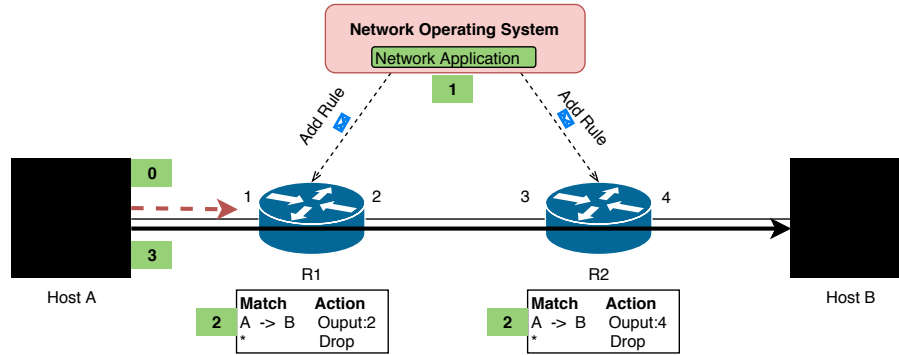 Network Operating System
Network Application
1
Add Rule
Add Rule
0
1
2
3
4
3
Host A
R1
R2
Host B
Match Action
2 A -> B Ouput:2
* Drop
Match Action
2 A -> B Ouput:4
* Drop